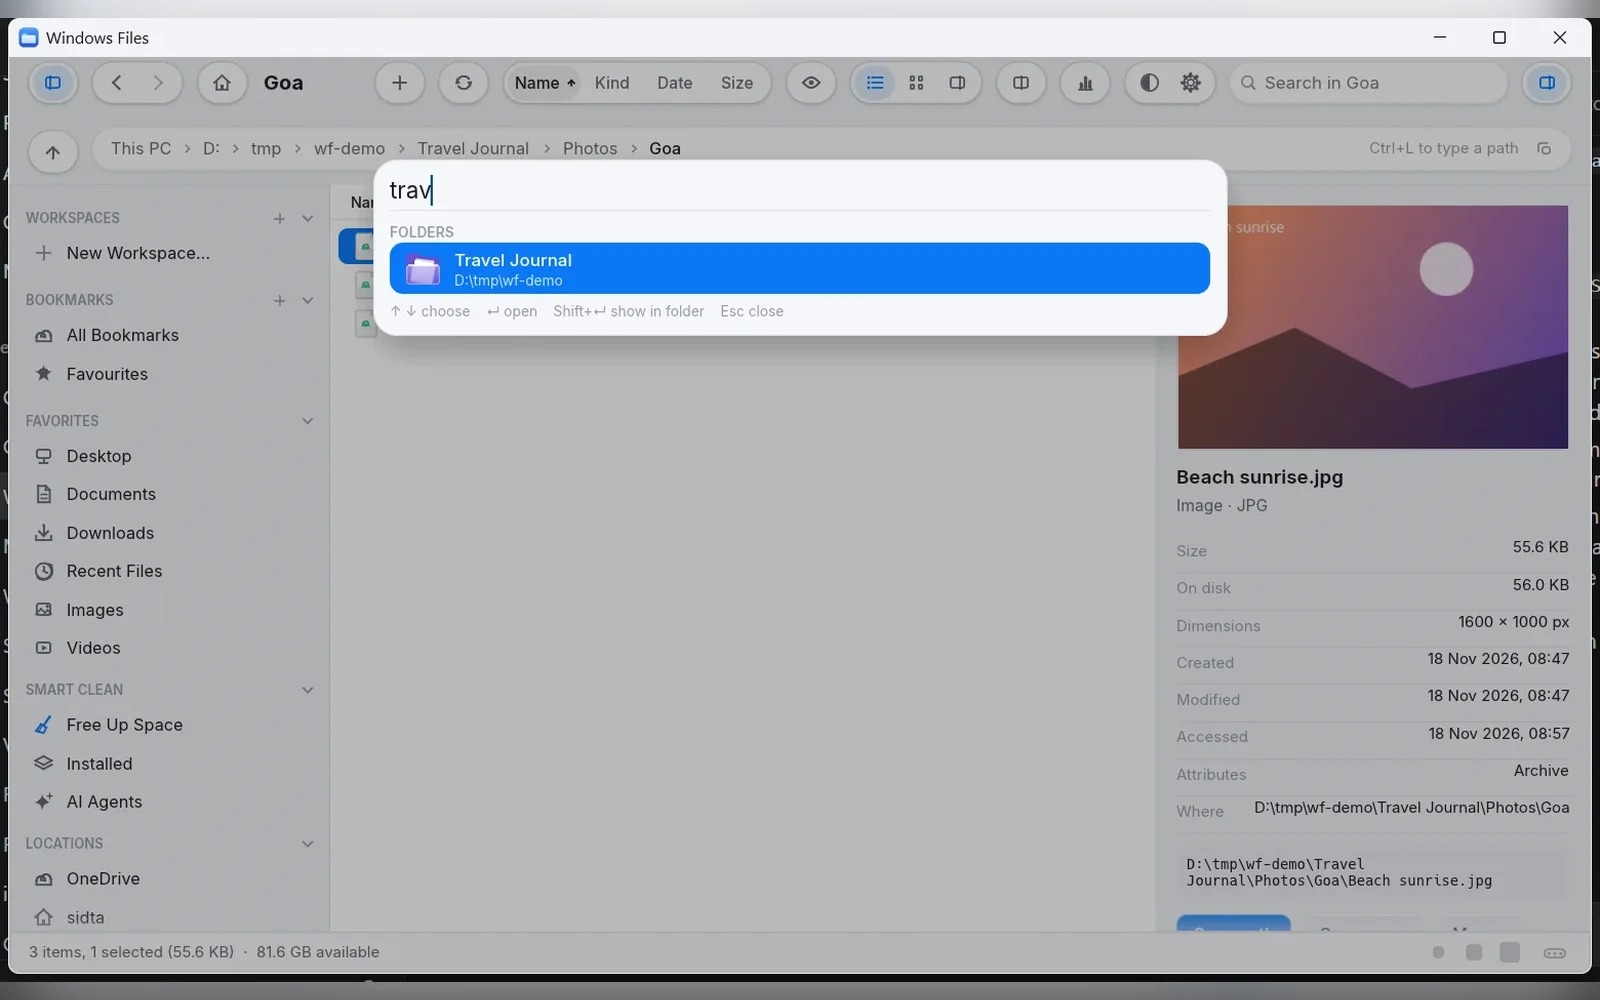 Windows Files
Goa
Name
Kind
Date
Size
Search in Goa
This PC > D: > tmp > wf-demo > Travel Journal > Photos > Goa
Ctrl+L to type a path
trav
FOLDERS
Travel Journal
D:\tmp\wf-demo
↑ ↓ choose ↵ open Shift+↵ show in folder Esc close
WORKSPACES
New Workspace...
BOOKMARKS
All Bookmarks
Favourites
FAVORITES
Desktop
Documents
Downloads
Recent Files
Images
Videos
SMART CLEAN
Free Up Space
Installed
AI Agents
LOCATIONS
OneDrive
sidta
sunrise
Beach sunrise.jpg
Image · JPG
Size 55.6 KB
On disk 56.0 KB
Dimensions 1600 × 1000 px
Created 18 Nov 2026, 08:47
Modified 18 Nov 2026, 08:47
Accessed 18 Nov 2026, 08:57
Attributes Archive
Where D:\tmp\wf-demo\Travel Journal\Photos\Goa
D:\tmp\wf-demo\Travel
Journal\Photos\Goa\Beach sunrise.jpg
3 items, 1 selected (55.6 KB) · 81.6 GB available